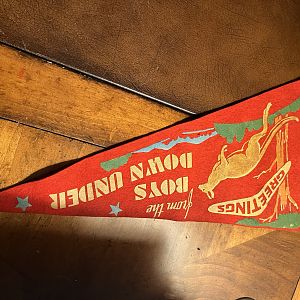 GREETINGS
from the
BOYS
DOWN UNDER